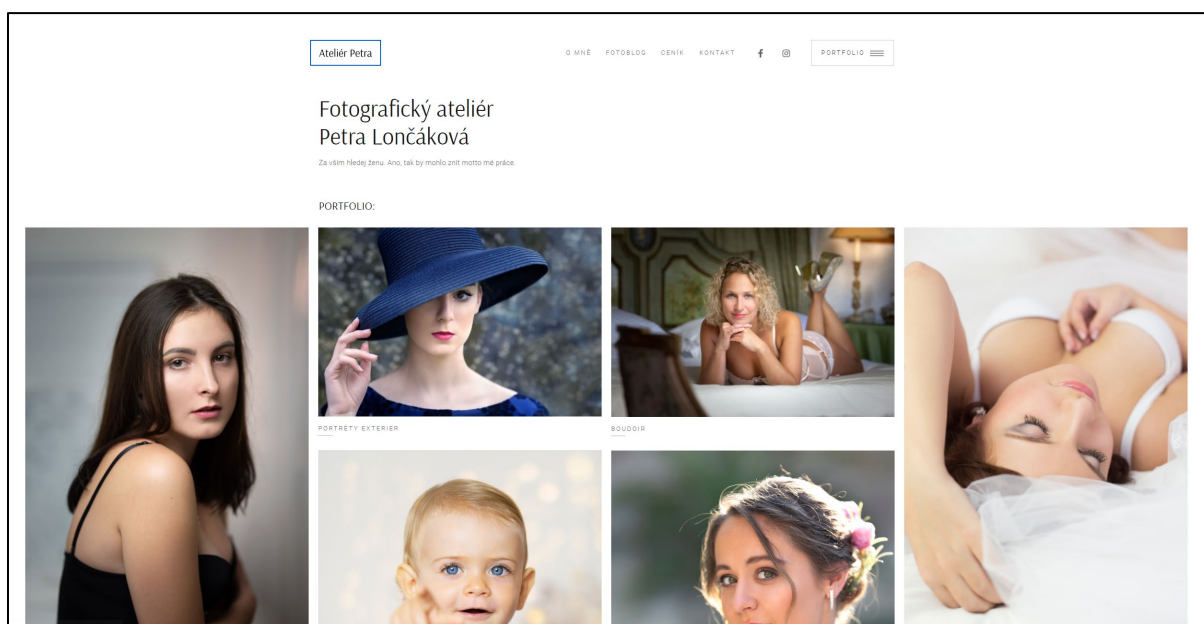 Ateliér Petra
O MNĚ FOTOBLOG CENÍK KONTAKT PORTFOLIO
Fotografický ateliér
Petra Lončáková
Za vším hledej ženu. Ano, tak by mohlo znít motto mé práce.
PORTFOLIO:
PORTRÉTY EXTERIER
BOUDOIR